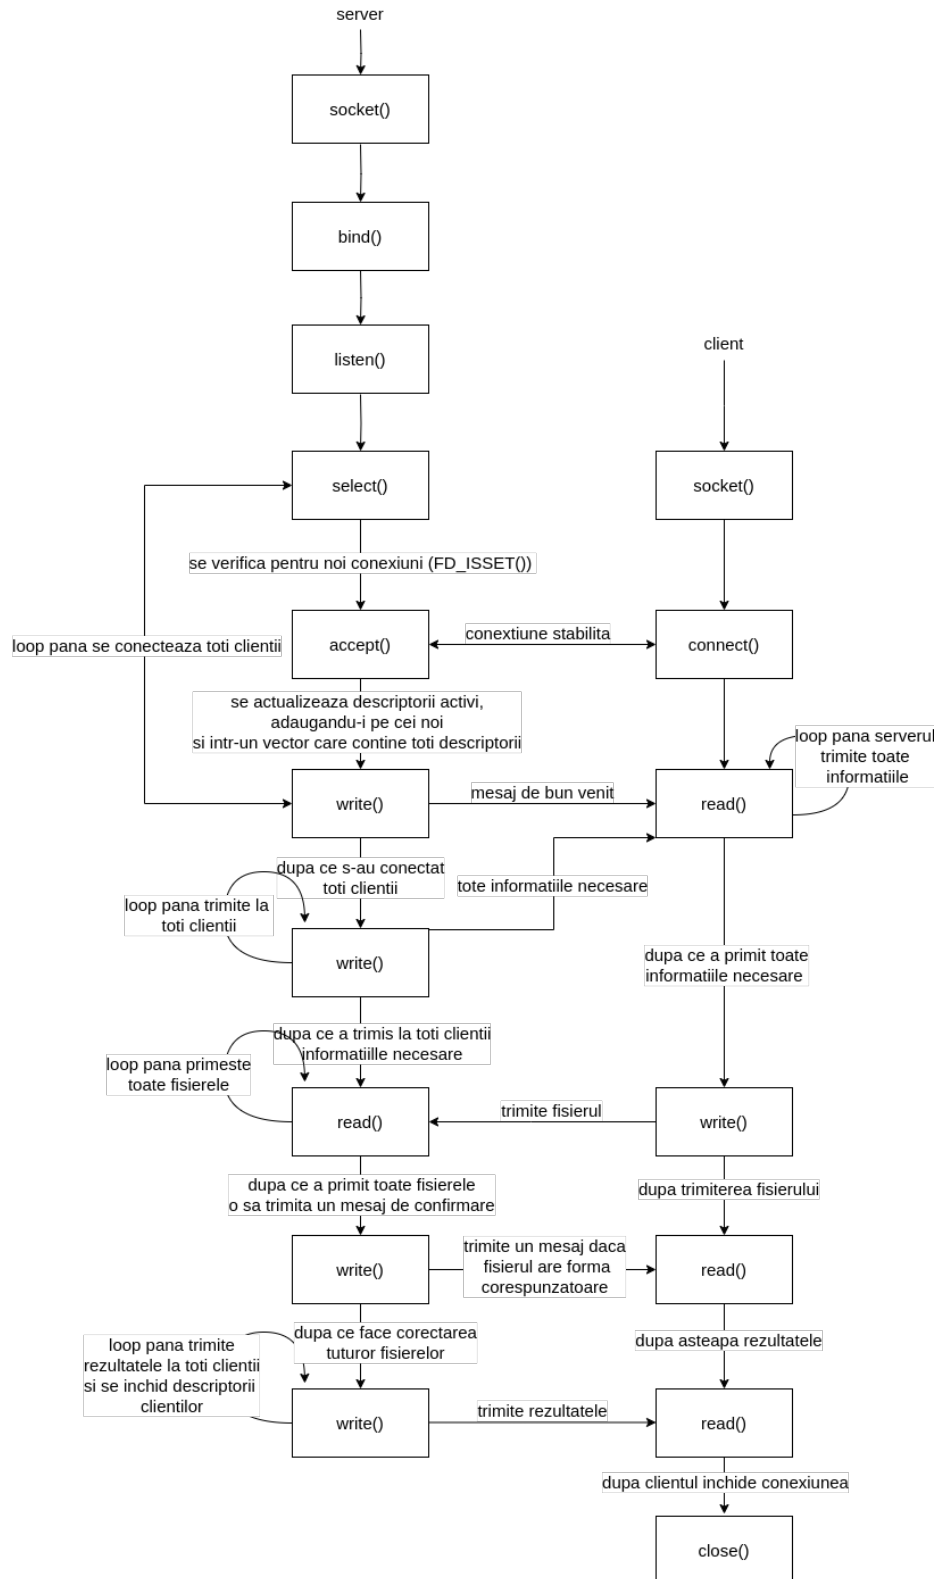 server
socket()
bind()
listen()
client
select()
socket()
se verifica pentru noi conexiuni (FD_ISSET())
loop pana se conecteaza toti clientii
accept()
conextiune stabilita
connect()
se actualizeaza descriptorii activi,
adaugandu-i pe cei noi
si intr-un vector care contine toti descriptorii
loop pana serverul
trimite toate
informatiile
write()
mesaj de bun venit
read()
dupa ce s-au conectat
toti clientii
tote informatiile necesare
loop pana trimite la
toti clientii
write()
dupa ce a primit toate
informatiile necesare
dupa ce a trimis la toti clientii
informatiille necesare
loop pana primeste
toate fisierele
read()
trimite fisierul
write()
dupa ce a primit toate fisierele
o sa trimita un mesaj de confirmare
dupa trimiterea fisierului
write()
trimite un mesaj daca
fisierul are forma
corespunzatoare
read()
dupa ce face corectarea
tuturor fisierelor
dupa asteapa rezultatele
loop pana trimite
rezultatele la toti clientii
si se inchid descriptorii
clientilor
write()
trimite rezultatele
read()
dupa clientul inchide conexiunea
close()